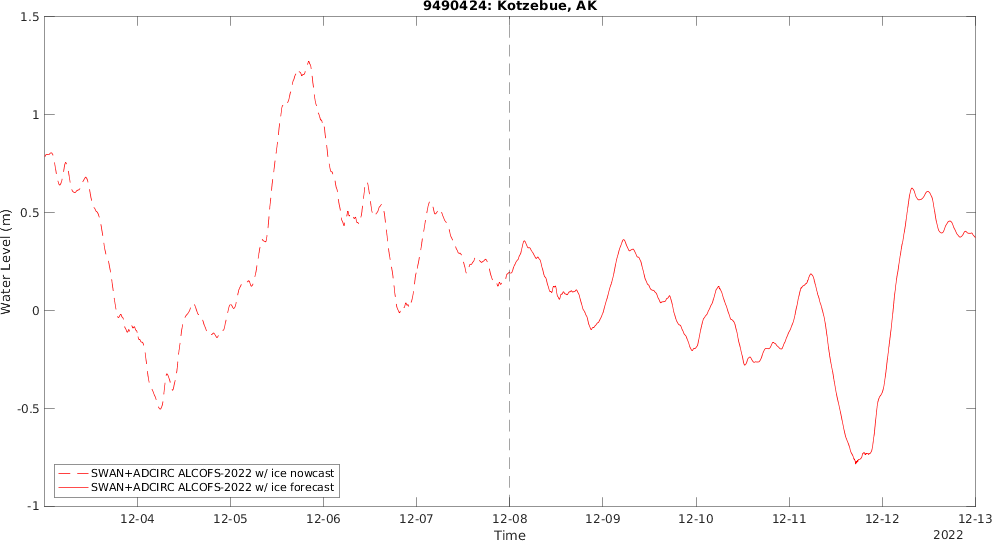 9490424: Kotzebue, AK
1.5
1
0.5
0
-0.5
-1
Water Level (m)
SWAN+ADCIRC ALCOFS-2022 w/ ice nowcast
SWAN+ADCIRC ALCOFS-2022 w/ ice forecast
12-04 12-05 12-06 12-07 12-08 12-09 12-10 12-11 12-12 12-13
Time
2022